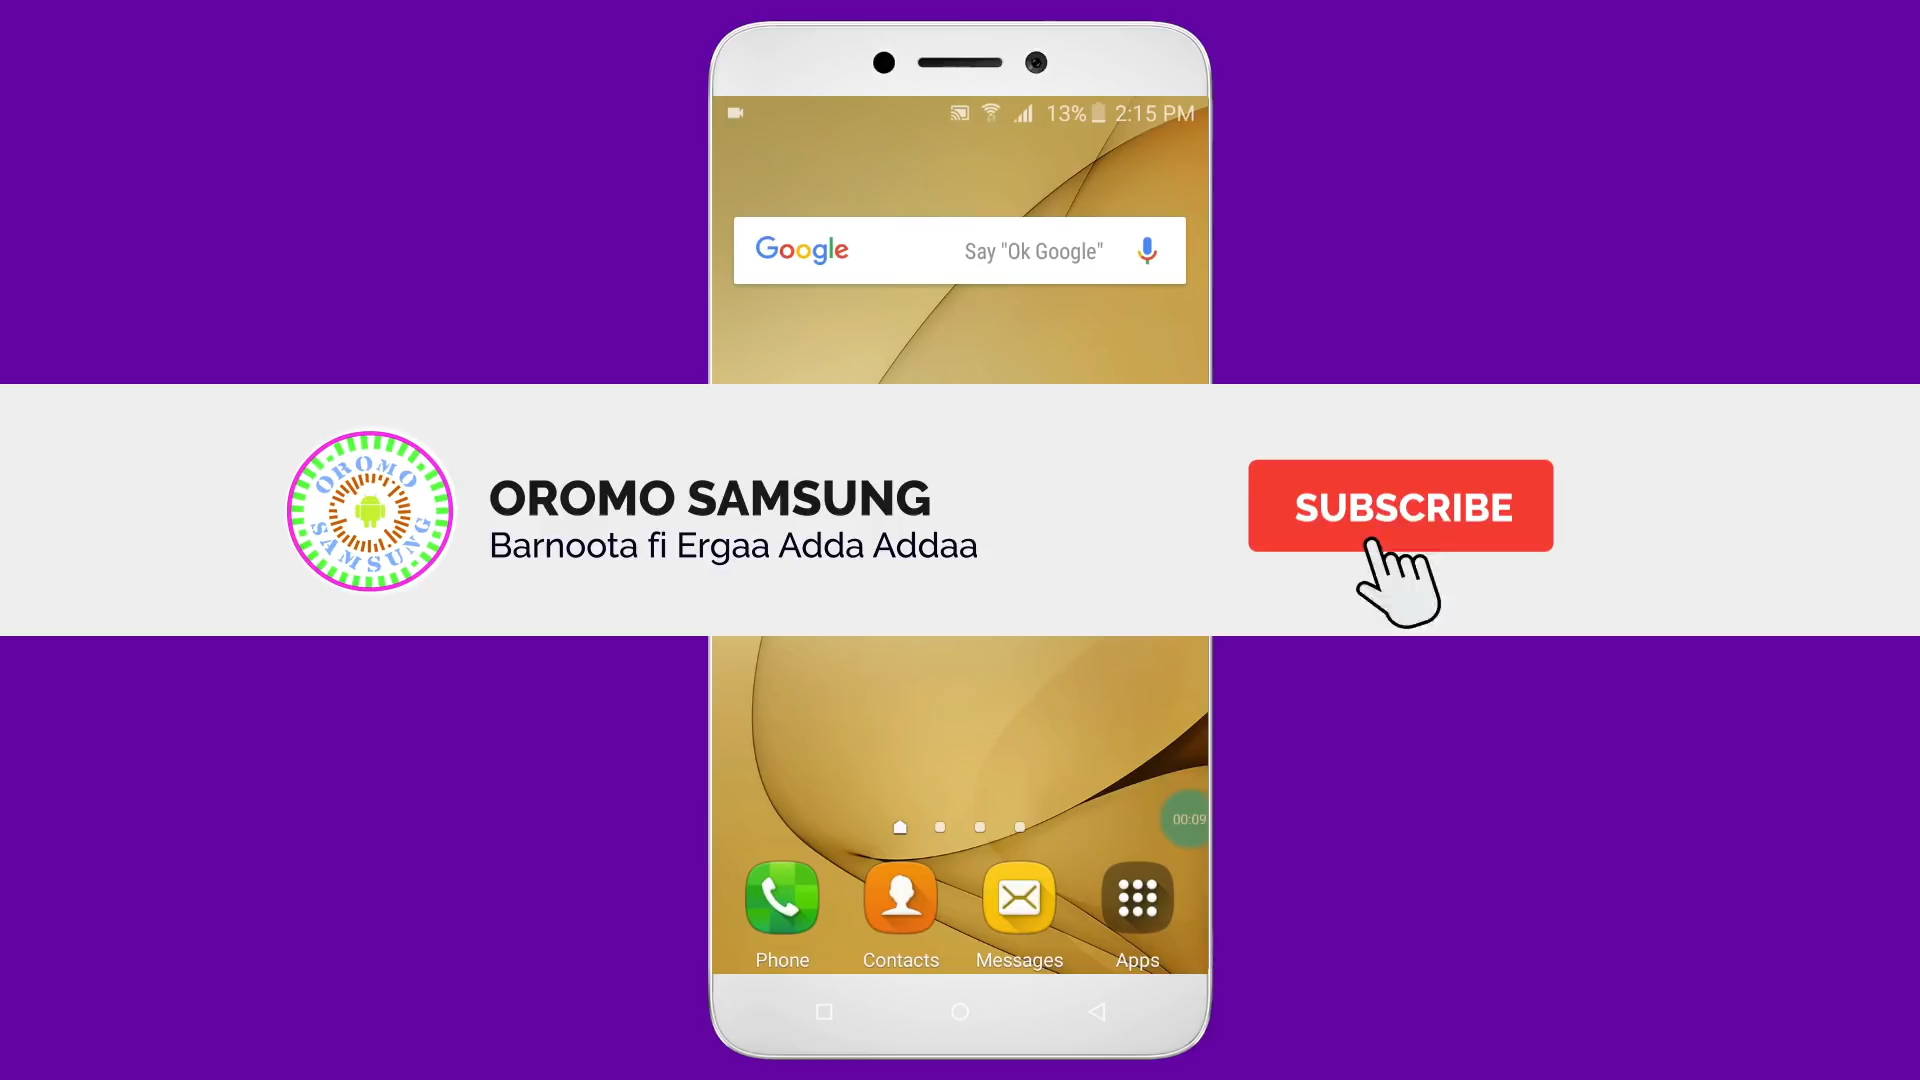 13% 2:15 PM
Google Say "Ok Google"
OROMO
SAMSUNG
OROMO SAMSUNG
Barnoota fi Ergaa Adda Addaa
SUBSCRIBE
00:09
Phone Contacts Messages Apps